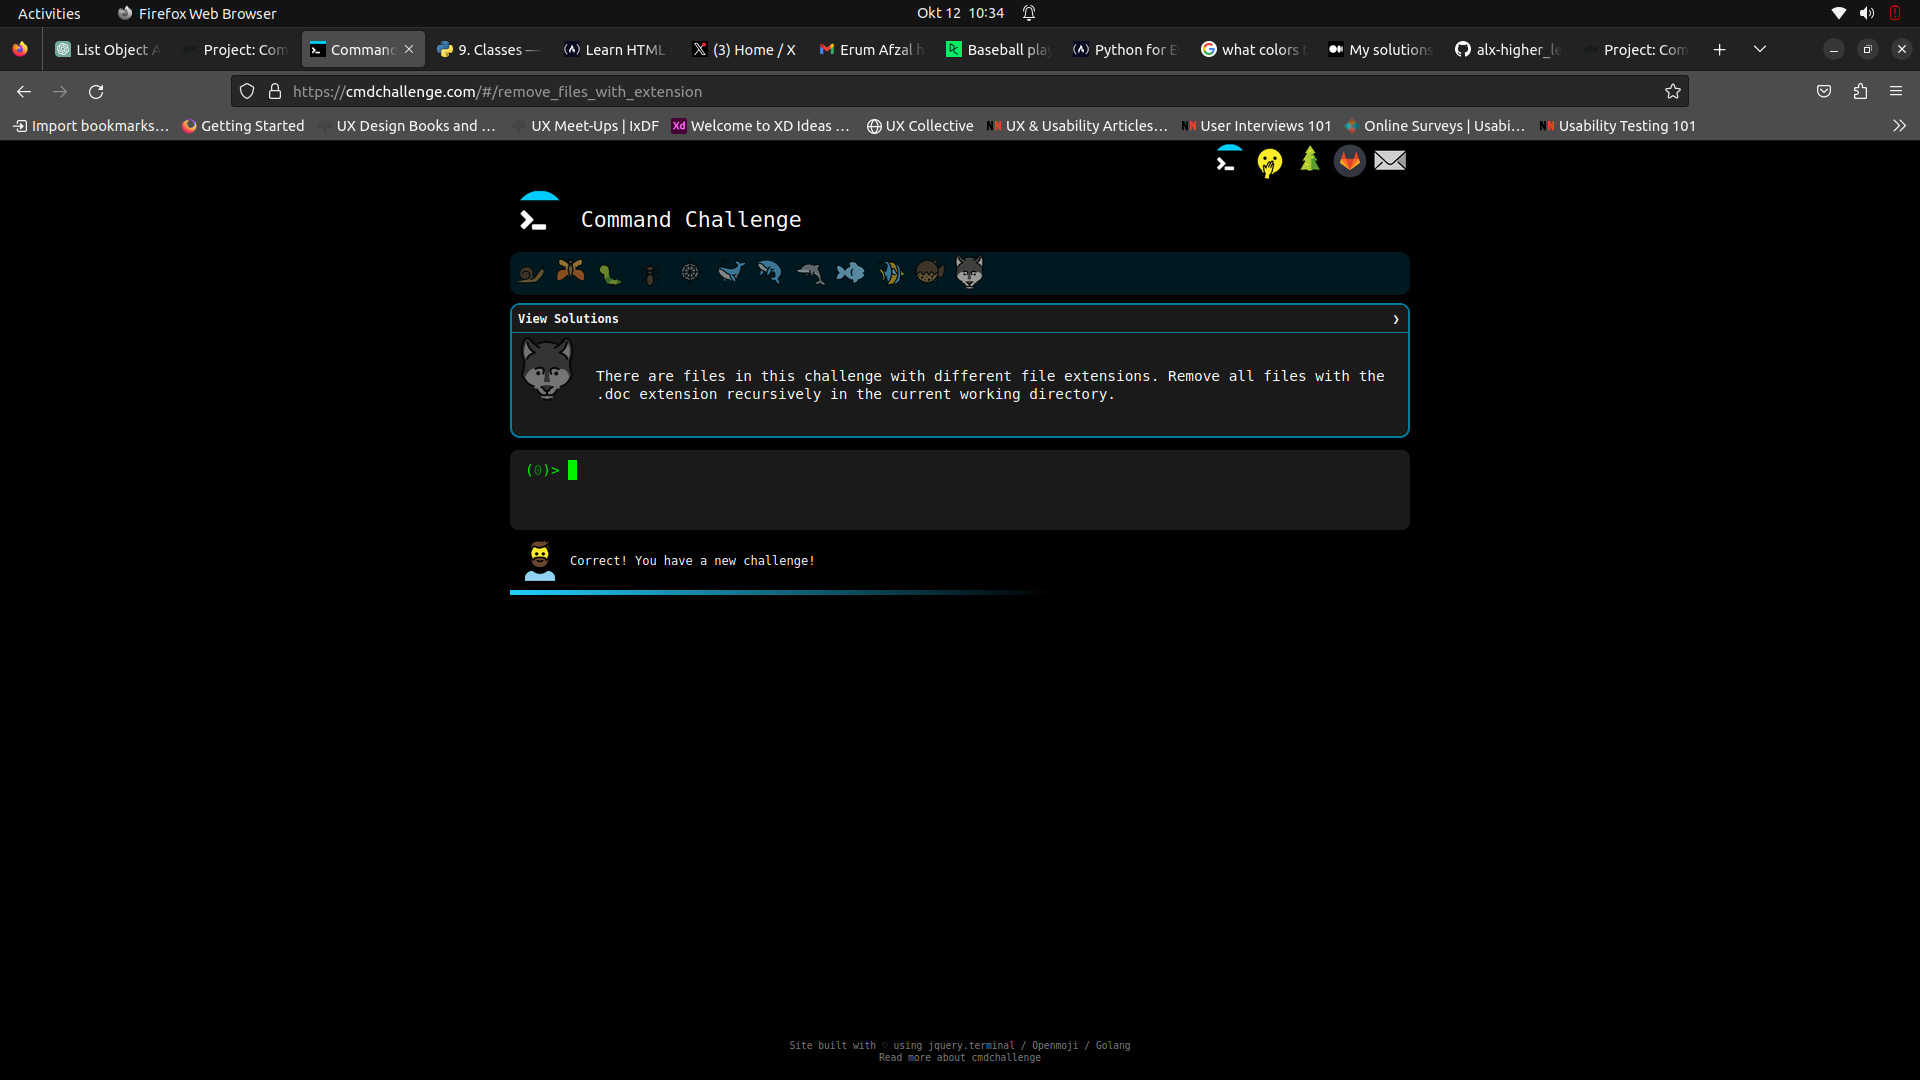 Activities
Firefox Web Browser
Okt 12 10:34
List Object A
Project: Com
Comman
9. Classes —
Learn HTML
(3) Home / X
Erum Afzal h
Baseball play
Python for E
what colors t
My solutions
alx-higher_le
Project: Com
https://cmdchallenge.com/#/remove_files_with_extension
Import bookmarks...
Getting Started
UX Design Books and ...
UX Meet-Ups | IxDF
Xd
Welcome to XD Ideas ...
UX Collective
UX & Usability Articles...
User Interviews 101
Online Surveys | Usabi...
Usability Testing 101
Command Challenge
View Solutions
There are files in this challenge with different file extensions. Remove all files with the
.doc extension recursively in the current working directory.
(0)>
Correct! You have a new challenge!
Site built with ♡ using jquery.terminal / Openmoji / Golang
Read more about cmdchallenge